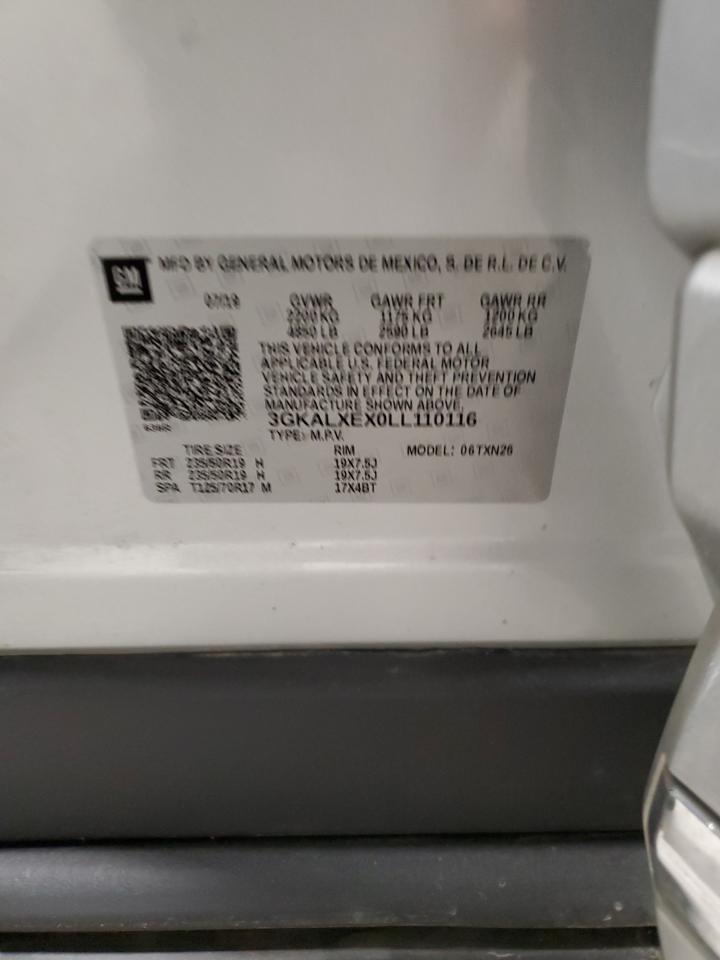 GM
MFD BY GENERAL MOTORS DE MEXICO, S. DE R.L. DE C.V.
07/19 GVWR GAWR FRT GAWR RR
2200 KG 1175 KG 1200 KG
4850 LB 2590 LB 2645 LB
THIS VEHICLE CONFORMS TO ALL
APPLICABLE U.S. FEDERAL MOTOR
VEHICLE SAFETY AND THEFT PREVENTION
STANDARDS IN EFFECT ON THE DATE OF
MANUFACTURE SHOWN ABOVE.
3GKALXEX0LL110116
TYPE: M.P.V.
TIRE SIZE RIM MODEL: 06TXN26
FRT 235/50R19 H 19X7.5J
RR 235/50R19 H 19X7.5J
SPA T125/70R17 M 17X4BT